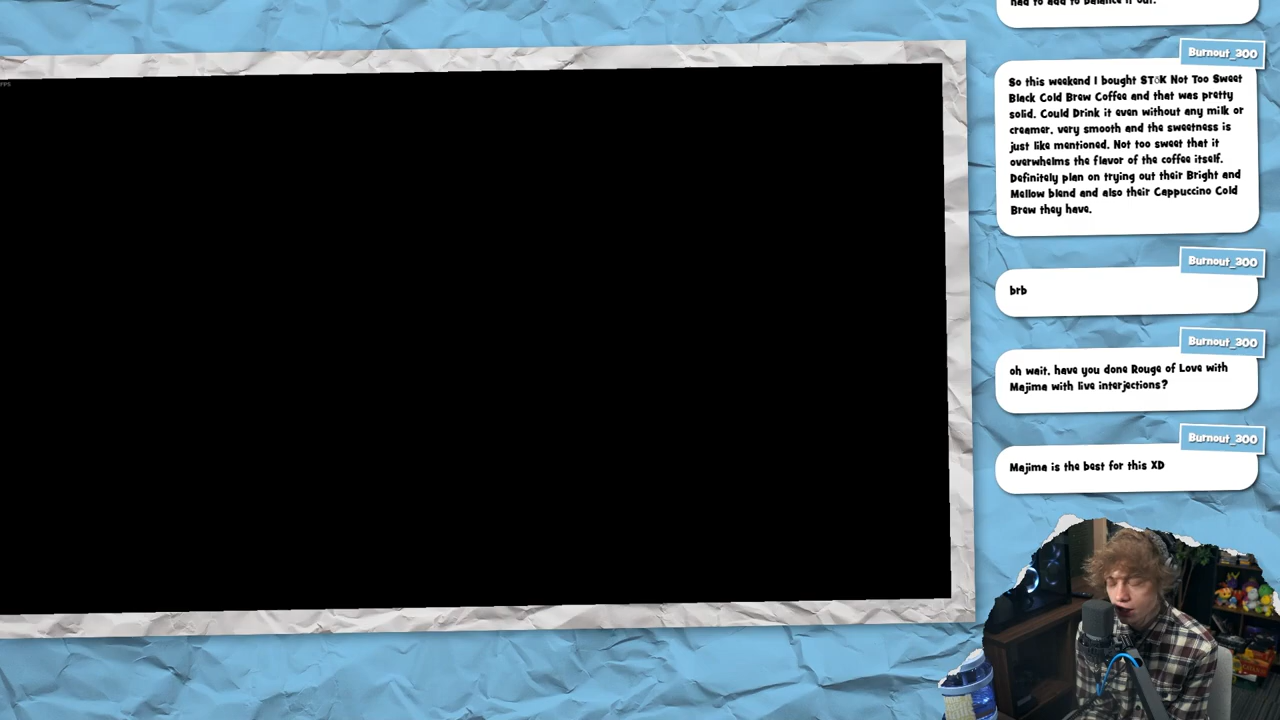 had to add to balance it out.
Burnout_300
So this weekend I bought STōK Not Too Sweet
Black Cold Brew Coffee and that was pretty
solid. Could Drink it even without any milk or
creamer, very smooth and the sweetness is
just like mentioned. Not too sweet that it
overwhelms the flavor of the coffee itself.
Definitely plan on trying out their Bright and
Mellow blend and also their Cappuccino Cold
Brew they have.
Burnout_300
brb
Burnout_300
oh wait, have you done Rouge of Love with
Majima with live interjections?
Burnout_300
Majima is the best for this XD